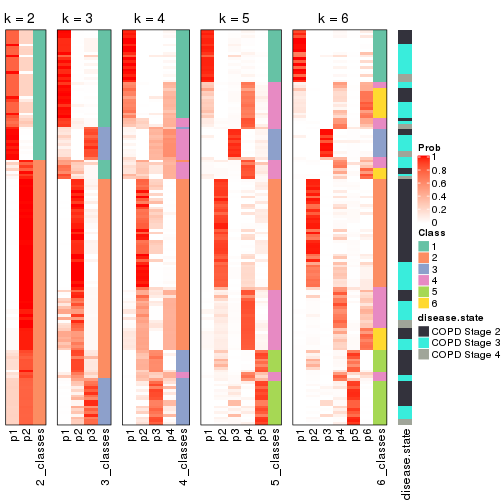 k = 2
k = 3
k = 4
k = 5
k = 6
p1
p2
2_classes
p1
p2
p3
3_classes
p1
p2
p3
p4
4_classes
p1
p2
p3
p4
p5
5_classes
p1
p2
p3
p4
p5
p6
6_classes
disease.state
Prob
1
0.8
0.6
0.4
0.2
0
Class
1
2
3
4
5
6
disease.state
COPD Stage 2
COPD Stage 3
COPD Stage 4